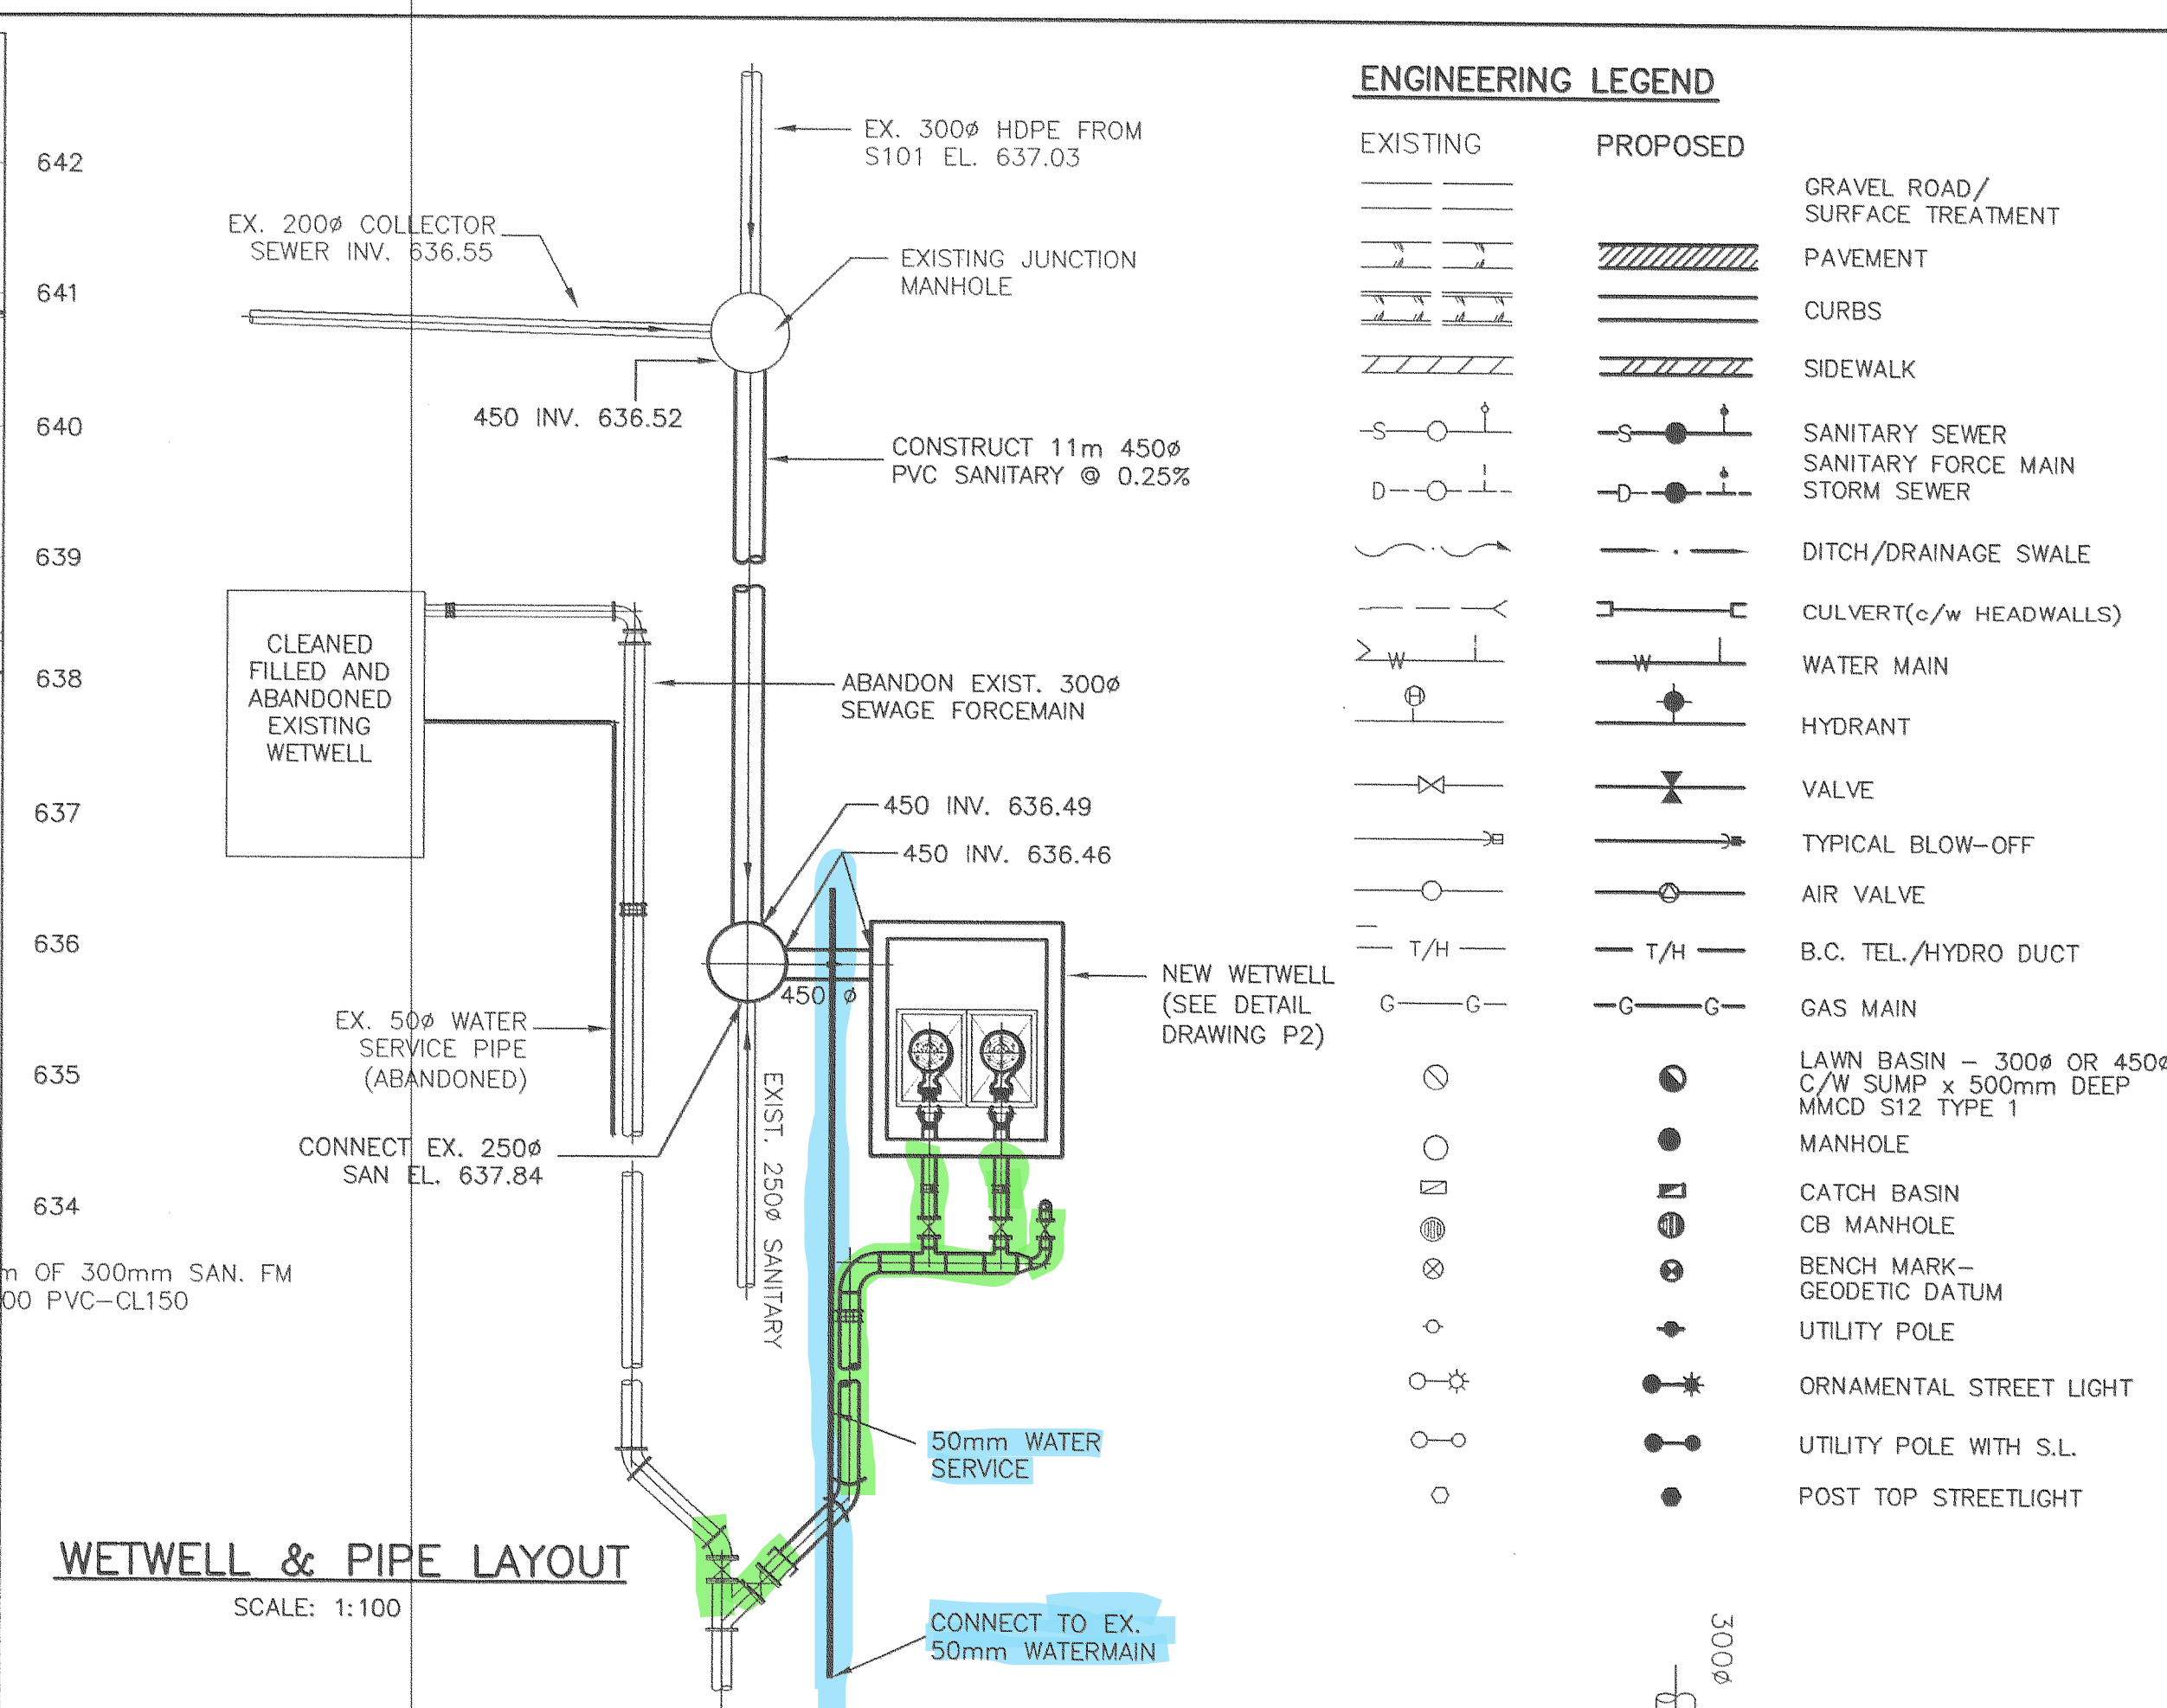 642
641
640
639
638
637
636
635
634
m OF 300mm SAN. FM
00 PVC-CL150
EX. 300ø HDPE FROM
S101 EL. 637.03
EX. 200ø COLLECTOR
SEWER INV. 636.55
EXISTING JUNCTION
MANHOLE
450 INV. 636.52
CONSTRUCT 11m 450ø
PVC SANITARY @ 0.25%
CLEANED
FILLED AND
ABANDONED
EXISTING
WETWELL
ABANDON EXIST. 300ø
SEWAGE FORCEMAIN
450 INV. 636.49
450 INV. 636.46
450 ø
NEW WETWELL
(SEE DETAIL
DRAWING P2)
EX. 50ø WATER
SERVICE PIPE
(ABANDONED)
CONNECT EX. 250ø
SAN EL. 637.84
EXIST. 250ø SANITARY
50mm WATER
SERVICE
CONNECT TO EX.
50mm WATERMAIN
WETWELL & PIPE LAYOUT
SCALE: 1:100
ENGINEERING LEGEND
EXISTING PROPOSED
GRAVEL ROAD/
SURFACE TREATMENT
PAVEMENT
CURBS
SIDEWALK
S S SANITARY SEWER
SANITARY FORCE MAIN
D D STORM SEWER
DITCH/DRAINAGE SWALE
CULVERT(c/w HEADWALLS)
W W WATER MAIN
H HYDRANT
VALVE
TYPICAL BLOW-OFF
AIR VALVE
T/H T/H B.C. TEL./HYDRO DUCT
G G G G GAS MAIN
LAWN BASIN - 300ø OR 450ø
C/W SUMP x 500mm DEEP
MMCD S12 TYPE 1
MANHOLE
CATCH BASIN
CB MANHOLE
BENCH MARK-
GEODETIC DATUM
UTILITY POLE
ORNAMENTAL STREET LIGHT
UTILITY POLE WITH S.L.
POST TOP STREETLIGHT
300ø